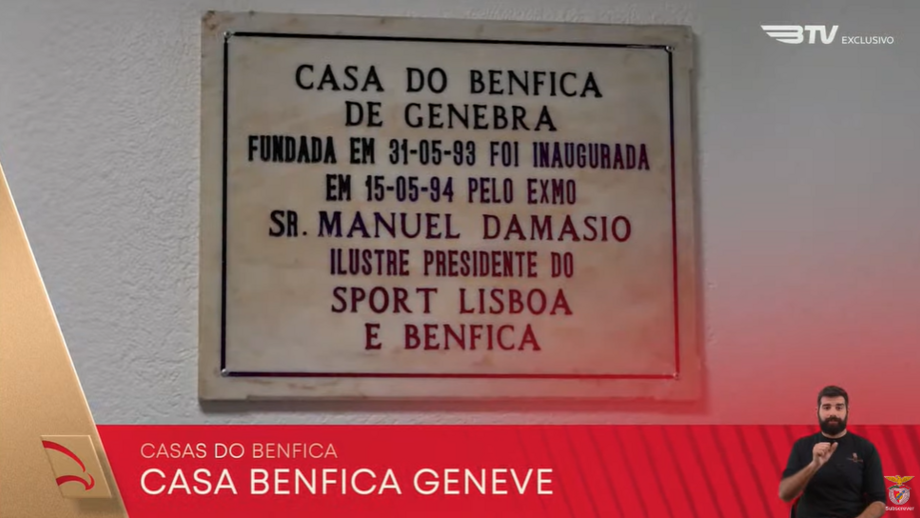 BTV EXCLUSIVO
CASA DO BENFICA
DE GENEBRA
FUNDADA EM 31-05-93 FOI INAUGURADA
EM 15-05-94 PELO EXMO
SR. MANUEL DAMASIO
ILUSTRE PRESIDENTE DO
SPORT LISBOA
E BENFICA
CASAS DO BENFICA
CASA BENFICA GENEVE
Subscrever